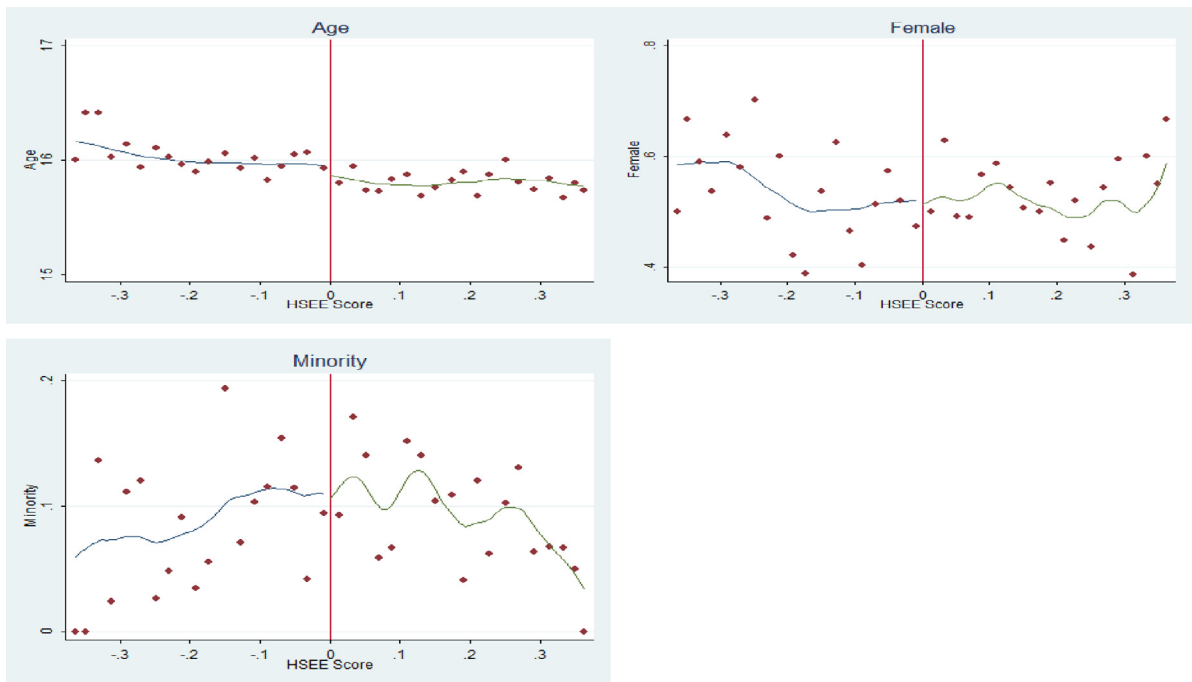 Age
17
16
15
Age
-.3 -.2 -.1 0 .1 .2 .3
HSEE Score
Female
.8
.6
.4
Female
-.3 -.2 -.1 0 .1 .2 .3
HSEE Score
Minority
.2
.1
0
Minority
-.3 -.2 -.1 0 .1 .2 .3
HSEE Score